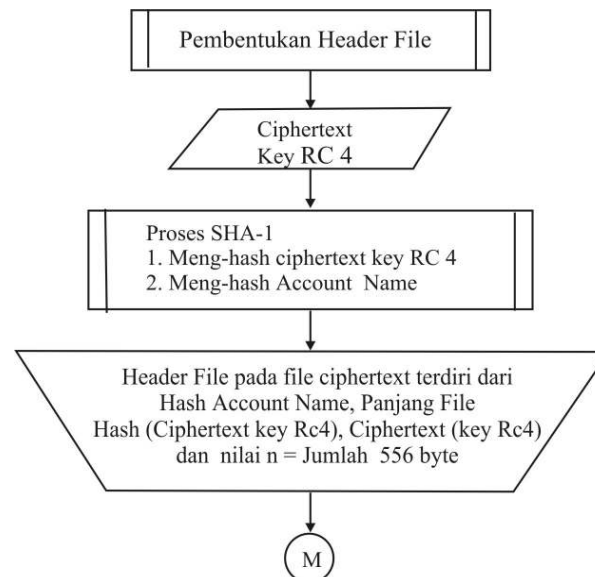 Pembentukan Header File
Ciphertext
Key RC 4
Proses SHA-1
1. Meng-hash ciphertext key RC 4
2. Meng-hash Account Name
Header File pada file ciphertext terdiri dari
Hash Account Name, Panjang File
Hash (Ciphertext key Rc4), Ciphertext (key Rc4)
dan nilai n = Jumlah 556 byte
M